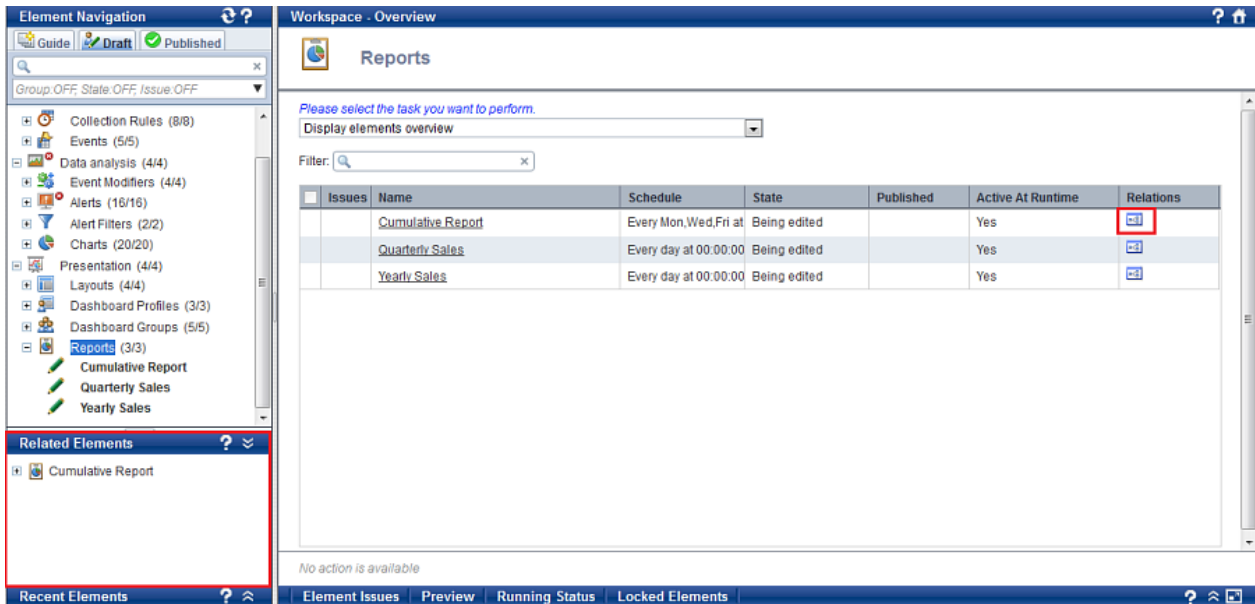 Element Navigation
Guide Draft Published
Group:OFF, State:OFF, Issue:OFF
Collection Rules (8/8)
Events (5/5)
Data analysis (4/4)
Event Modifiers (4/4)
Alerts (16/16)
Alert Filters (2/2)
Charts (20/20)
Presentation (4/4)
Layouts (4/4)
Dashboard Profiles (3/3)
Dashboard Groups (5/5)
Reports (3/3)
Cumulative Report
Quarterly Sales
Yearly Sales
Related Elements
Cumulative Report
Recent Elements
Workspace - Overview
Reports
Please select the task you want to perform.
Display elements overview
Filter:
Issues Name Schedule State Published Active At Runtime Relations
Cumulative Report Every Mon,Wed,Fri at Being edited Yes
Quarterly Sales Every day at 00:00:00 Being edited Yes
Yearly Sales Every day at 00:00:00 Being edited Yes
No action is available
Element Issues Preview Running Status Locked Elements